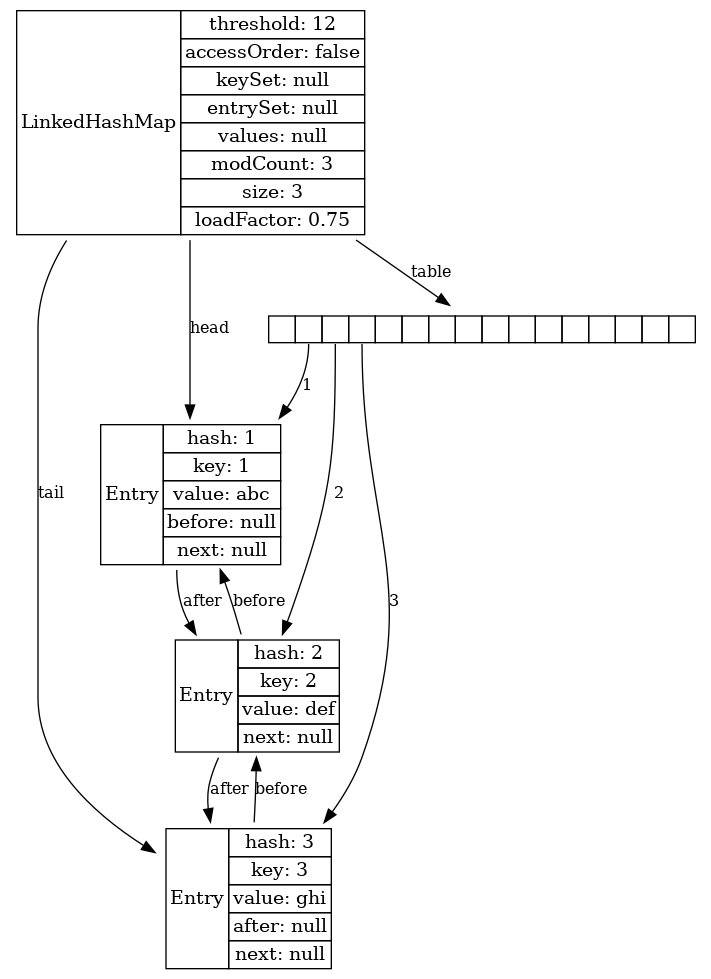 LinkedHashMap
threshold: 12
accessOrder: false
keySet: null
entrySet: null
values: null
modCount: 3
size: 3
loadFactor: 0.75
table
head
1
tail
2
3
Entry
hash: 1
key: 1
value: abc
before: null
next: null
after
before
Entry
hash: 2
key: 2
value: def
next: null
after
before
Entry
hash: 3
key: 3
value: ghi
after: null
next: null